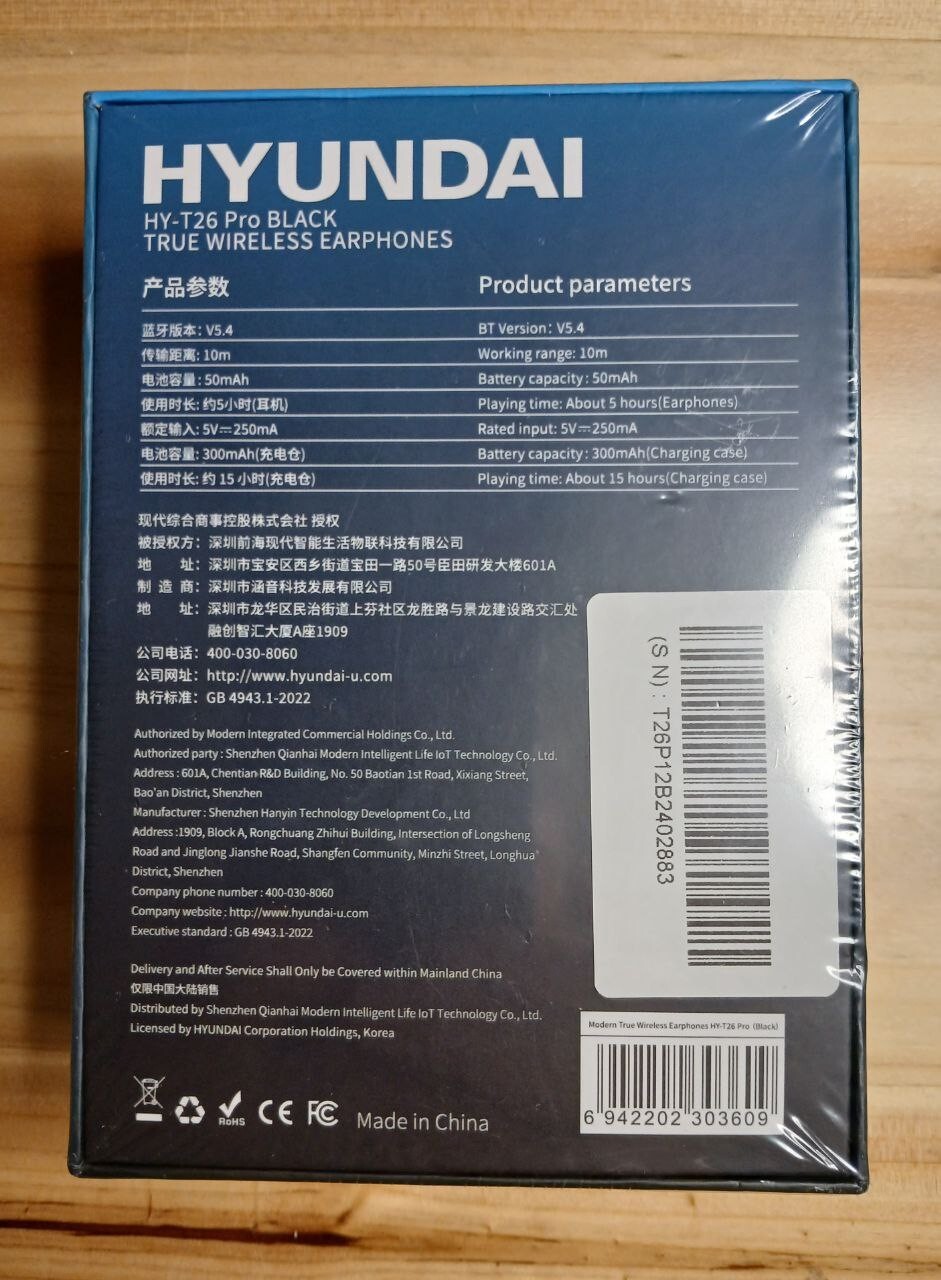 HYUNDAI
HY-T26 Pro BLACK
TRUE WIRELESS EARPHONES
产品参数 Product parameters
蓝牙版本: V5.4 BT Version: V5.4
传输距离: 10m Working range: 10m
电池容量: 50mAh Battery capacity: 50mAh
使用时长: 约5小时(耳机) Playing time: About 5 hours(Earphones)
额定输入: 5V⎓250mA Rated input: 5V⎓250mA
电池容量: 300mAh(充电仓) Battery capacity: 300mAh(Charging case)
使用时长: 约 15 小时(充电仓) Playing time: About 15 hours(Charging case)
现代综合商事控股株式会社 授权
被授权方: 深圳前海现代智能生活物联科技有限公司
地 址: 深圳市宝安区西乡街道宝田一路50号臣田研发大楼601A
制 造 商: 深圳市涵音科技发展有限公司
地 址: 深圳市龙华区民治街道上芬社区龙胜路与景龙建设路交汇处
融创智汇大厦A座1909
公司电话: 400-030-8060
公司网址: http://www.hyundai-u.com
执行标准: GB 4943.1-2022
Authorized by Modern Integrated Commercial Holdings Co., Ltd.
Authorized party : Shenzhen Qianhai Modern Intelligent Life IoT Technology Co., Ltd.
Address : 601A, Chentian R&D Building, No. 50 Baotian 1st Road, Xixiang Street,
Bao'an District, Shenzhen
Manufacturer : Shenzhen Hanyin Technology Development Co., Ltd
Address :1909, Block A, Rongchuang Zhihui Building, Intersection of Longsheng
Road and Jinglong Jianshe Road, Shangfen Community, Minzhi Street, Longhua
District, Shenzhen
Company phone number : 400-030-8060
Company website : http://www.hyundai-u.com
Executive standard : GB 4943.1-2022
Delivery and After Service Shall Only be Covered within Mainland China
仅限中国大陆销售
Distributed by Shenzhen Qianhai Modern Intelligent Life IoT Technology Co., Ltd.
Licensed by HYUNDAI Corporation Holdings, Korea
RoHS CE FC Made in China
(S N) : T26P12B2402883
Modern True Wireless Earphones HY-T26 Pro (Black)
6 942202 303609